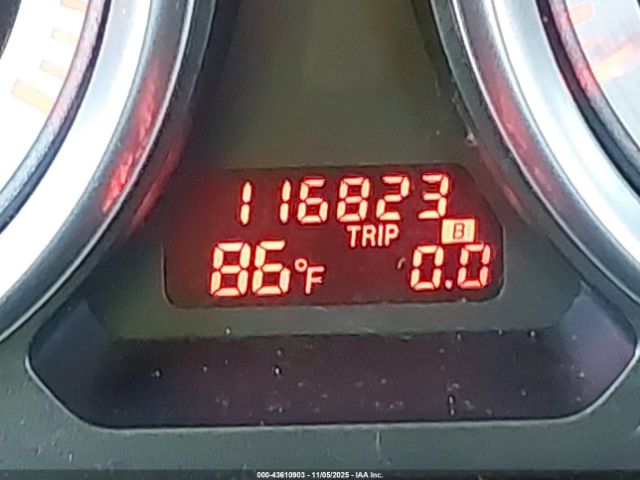 116823
TRIP B
86°F 0.0
000-43610903 - 11/05/2025 - IAA Inc.